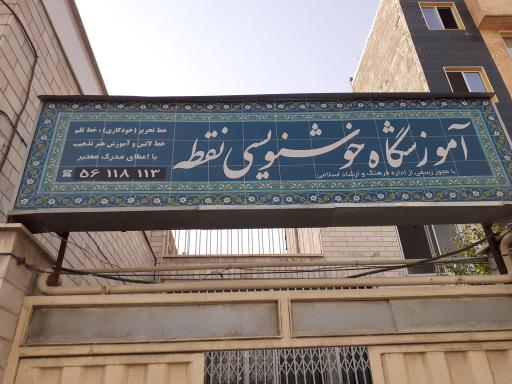 آموزشگاه خوشنویسی نقطه
با مجوز رسمی از اداره فرهنگ و ارشاد اسلامی
خط تحریر (خودکاری) ، خط قلم
خط لاتین و آموزش هنر تذهیب
با اعطای مدرک معتبر
☎ ۵۶ ۱۱۸ ۱۱۳